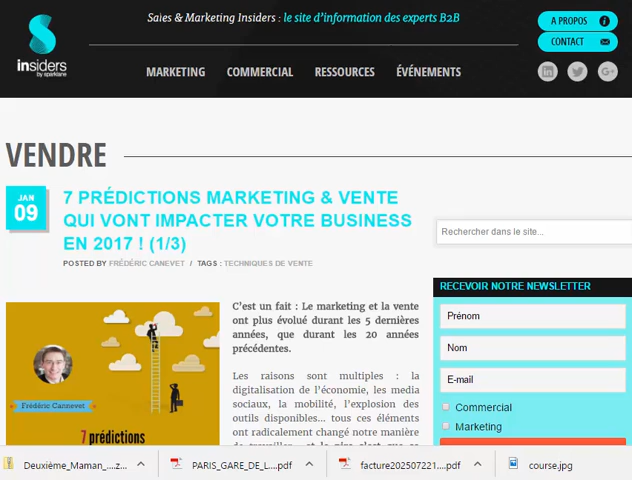 Saies & Marketing Insiders : le site d'information des experts B2B
A PROPOS
CONTACT
insiders
by sparklane
MARKETING COMMERCIAL RESSOURCES ÉVÉNEMENTS
VENDRE
JAN
09
7 PRÉDICTIONS MARKETING & VENTE
QUI VONT IMPACTER VOTRE BUSINESS
EN 2017 ! (1/3)
POSTED BY FRÉDÉRIC CANEVET / TAGS : TECHNIQUES DE VENTE
Rechercher dans le site...
RECEVOIR NOTRE NEWSLETTER
Prénom
Nom
E-mail
Commercial
Marketing
Frédéric Cannevet
7 prédictions
C'est un fait : Le marketing et la vente
ont plus évolué durant les 5 dernières
années, que durant les 20 années
précédentes.
Les raisons sont multiples : la
digitalisation de l'économie, les media
sociaux, la mobilité, l'explosion des
outils disponibles... tous ces éléments
ont radicalement changé notre manière
Deuxième_Maman_...z...
PARIS_GARE_DE_L....pdf
facture202507221....pdf
course.jpg